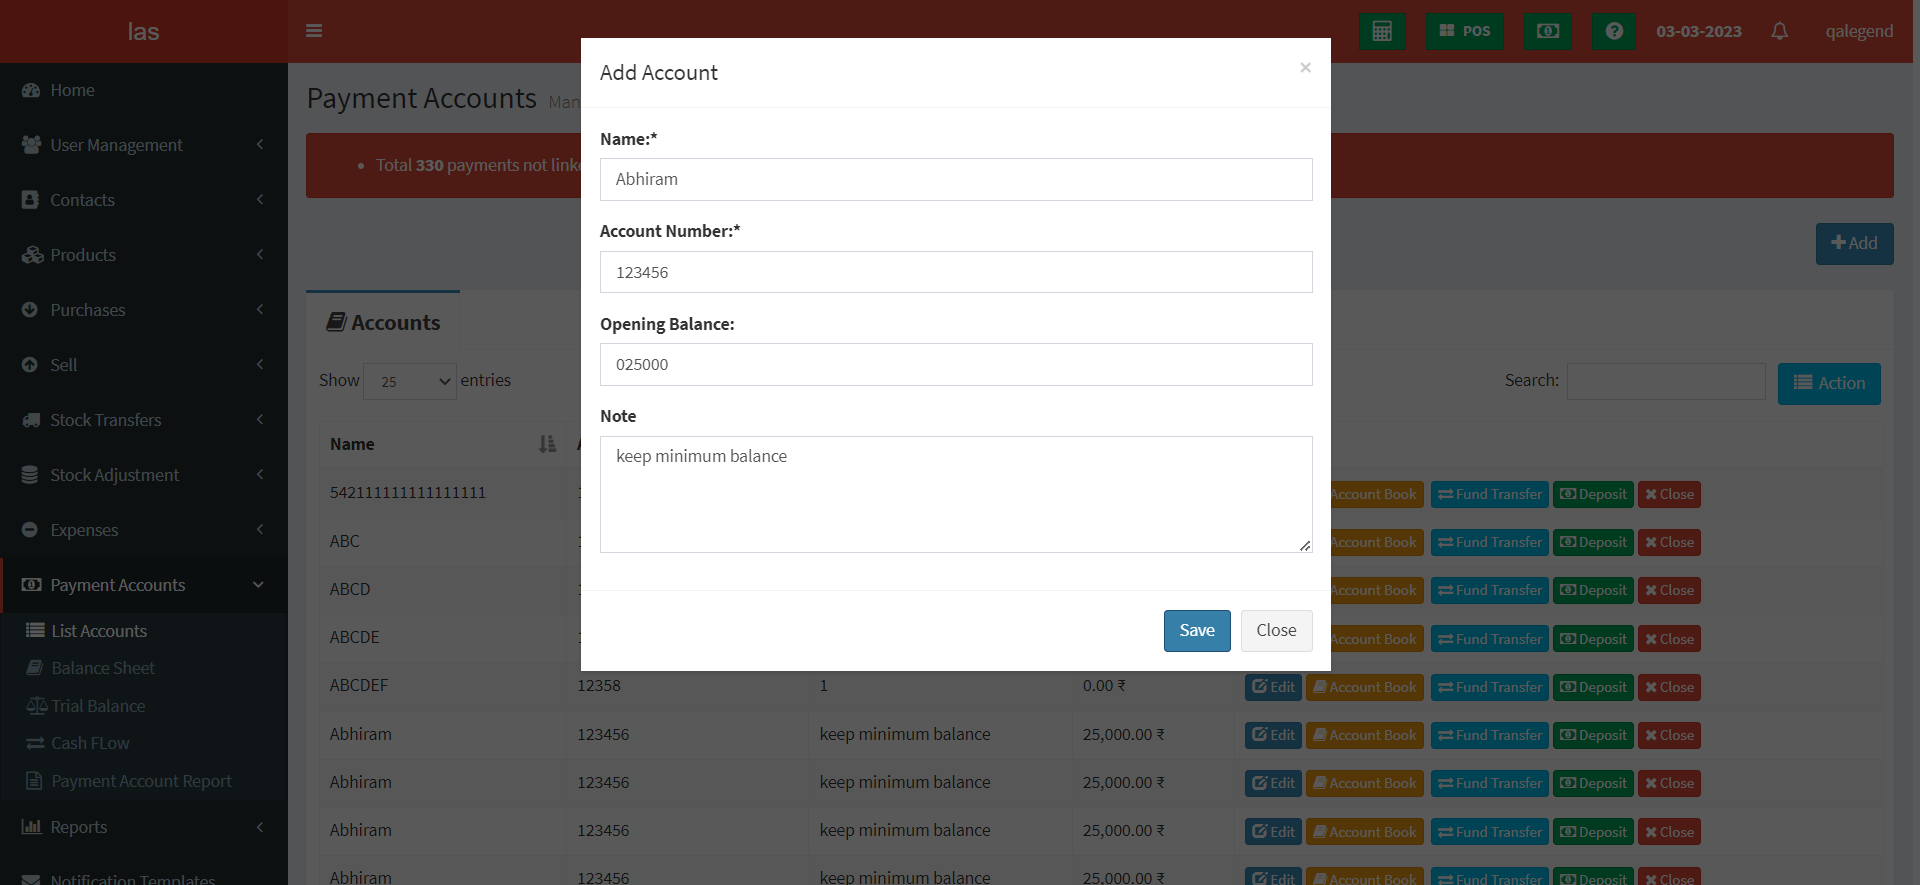 las
POS
03-03-2023
qalegend
Home
User Management
Contacts
Products
Purchases
Sell
Stock Transfers
Stock Adjustment
Expenses
Payment Accounts
List Accounts
Balance Sheet
Trial Balance
Cash FLow
Payment Account Report
Reports
Notification Templates
Payment Accounts Man
Total 330 payments not link
Add
Accounts
Show 25 entries
Search:
Action
Add Account
×
Name:*
Abhiram
Account Number:*
123456
Opening Balance:
025000
Note
keep minimum balance
Save Close
Name
542111111111111111 Account Book Fund Transfer Deposit Close
ABC Account Book Fund Transfer Deposit Close
ABCD Account Book Fund Transfer Deposit Close
ABCDE Account Book Fund Transfer Deposit Close
ABCDEF 12358 1 0.00 ₹ Edit Account Book Fund Transfer Deposit Close
Abhiram 123456 keep minimum balance 25,000.00 ₹ Edit Account Book Fund Transfer Deposit Close
Abhiram 123456 keep minimum balance 25,000.00 ₹ Edit Account Book Fund Transfer Deposit Close
Abhiram 123456 keep minimum balance 25,000.00 ₹ Edit Account Book Fund Transfer Deposit Close
Abhiram 123456 keep minimum balance 25,000.00 ₹ Edit Account Book Fund Transfer Deposit Close